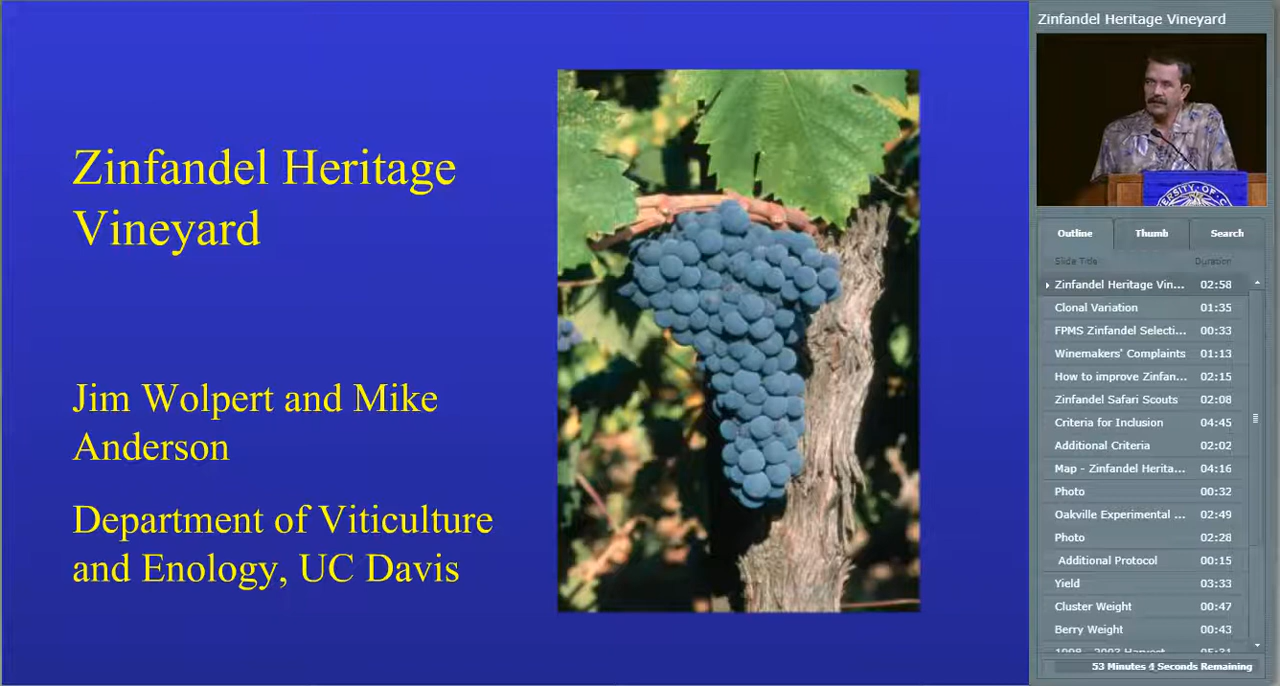 Zinfandel Heritage
Vineyard
Jim Wolpert and Mike
Anderson
Department of Viticulture
and Enology, UC Davis
Zinfandel Heritage Vineyard
Outline Thumb Search
Slide Title Duration
Zinfandel Heritage Vin... 02:58
Clonal Variation 01:35
FPMS Zinfandel Selecti... 00:33
Winemakers' Complaints 01:13
How to improve Zinfan... 02:15
Zinfandel Safari Scouts 02:08
Criteria for Inclusion 04:45
Additional Criteria 02:02
Map - Zinfandel Herita... 04:16
Photo 00:32
Oakville Experimental ... 02:49
Photo 02:28
Additional Protocol 00:15
Yield 03:33
Cluster Weight 00:47
Berry Weight 00:43
1998 - 2003 Harvest 05:31
53 Minutes 4 Seconds Remaining